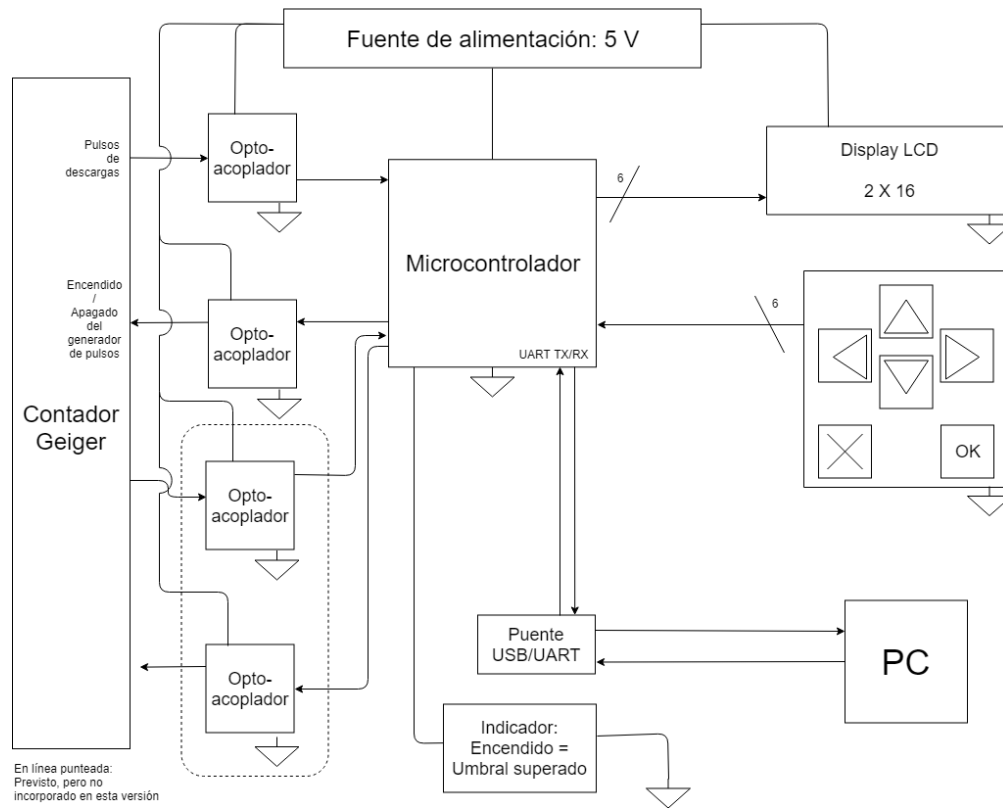 Fuente de alimentación: 5 V
Pulsos
de
descargas
Opto-
acoplador
Display LCD
2 X 16
6
Microcontrolador
UART TX/RX
Encendido
/
Apagado
del
generador
de pulsos
Opto-
acoplador
6
OK
Contador
Geiger
Opto-
acoplador
Opto-
acoplador
Puente
USB/UART
PC
Indicador:
Encendido =
Umbral superado
En línea punteada:
Previsto, pero no
incorporado en esta versión